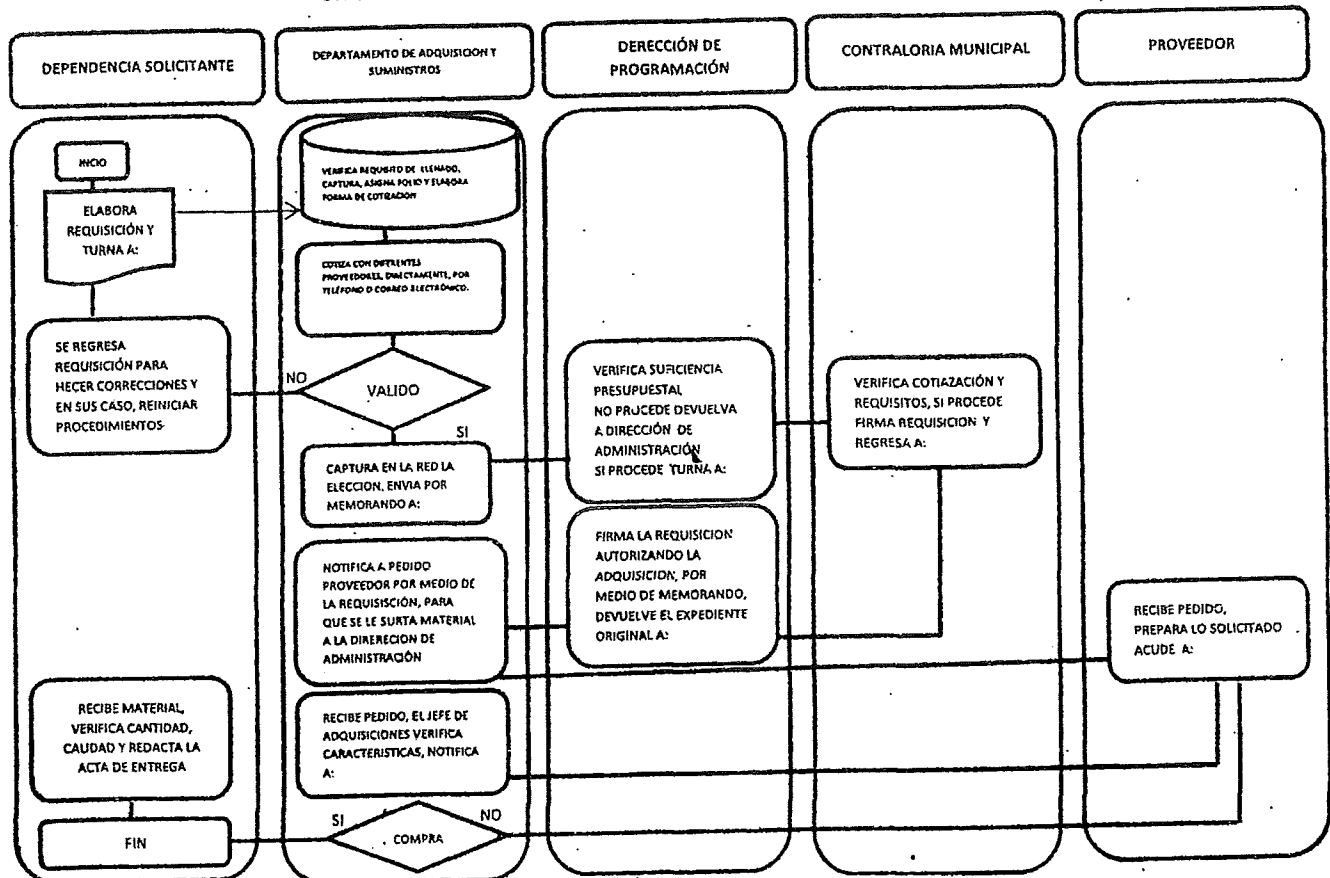 DEPENDENCIA SOLICITANTE
DEPARTAMENTO DE ADQUISICION Y
SUMINISTROS
DERECCIÓN DE
PROGRAMACIÓN
CONTRALORIA MUNICIPAL
PROVEEDOR
INCIO
ELABORA
REQUISICIÓN Y
TURNA A:
SE REGRESA
REQUISICIÓN PARA
HECER CORRECCIONES Y
EN SUS CASO, REINICIAR
PROCEDIMIENTOS
RECIBE MATERIAL,
VERIFICA CANTIDAD,
CAUDAD Y REDACTA LA
ACTA DE ENTREGA
FIN
VERIFICA REQUISITO DE LLENADO,
CAPTURA, ASIGNA FOLIO Y ELABORA
FORMA DE COTIZACION
COTIZA CON DIFERENTES
PROVEEDORES, DIRECTAMENTE, POR
TELÉFONO O CORREO ELECTRÓNICO.
NO
VALIDO
SI
CAPTURA EN LA RED LA
ELECCION, ENVIA POR
MEMORANDO A:
NOTIFICA A PEDIDO
PROVEEDOR POR MEDIO DE
LA REQUISISCIÓN, PARA
QUE SE LE SURTA MATERIAL
A LA DIRERECION DE
ADMINISTRACIÓN
RECIBE PEDIDO, EL JEFE DE
ADQUISICIONES VERIFICA
CARACTERISTICAS, NOTIFICA
A:
SI
COMPRA
NO
VERIFICA SUFICIENCIA
PRESUPUESTAL
NO PROCEDE DEVUELVA
A DIRECCIÓN DE
ADMINISTRACIÓN
SI PROCEDE TURNA A:
FIRMA LA REQUISICION
AUTORIZANDO LA
ADQUISICION, POR
MEDIO DE MEMORANDO,
DEVUELVE EL EXPEDIENTE
ORIGINAL A:
VERIFICA COTIAZACIÓN Y
REQUISITOS, SI PROCEDE
FIRMA REQUISICION Y
REGRESA A:
RECIBE PEDIDO,
PREPARA LO SOLICITADO
ACUDE A: